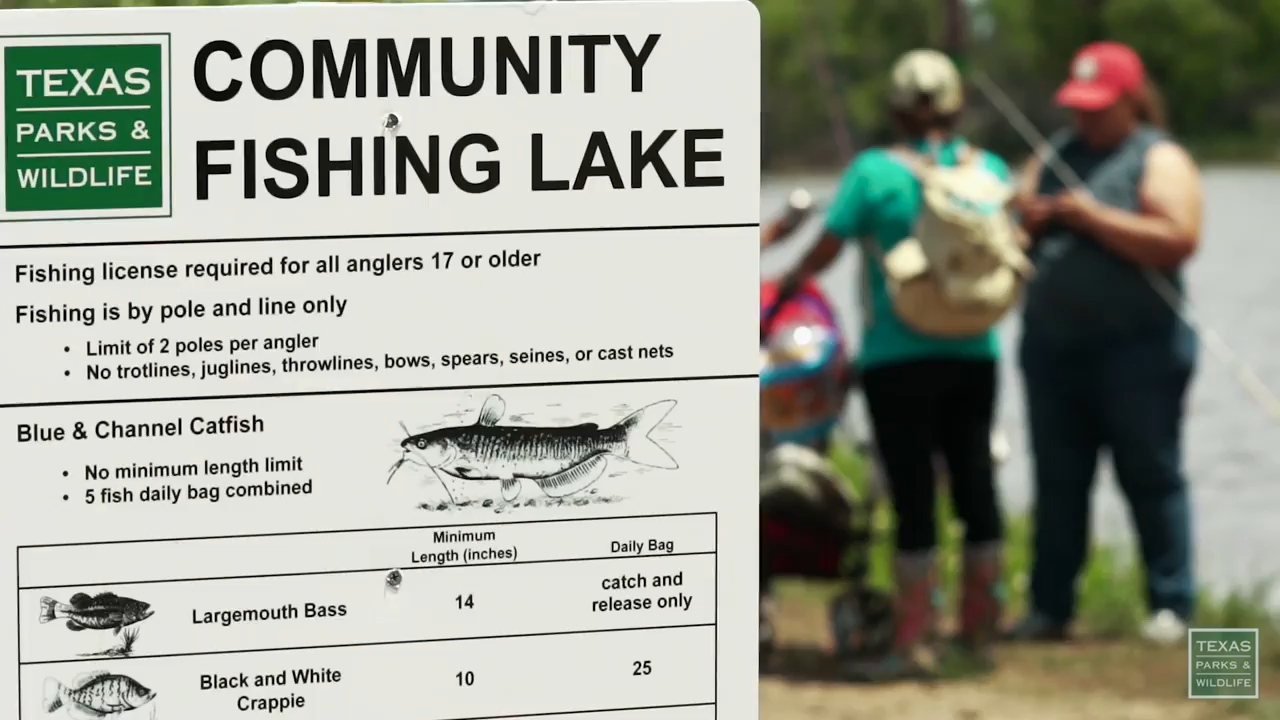 TEXAS
PARKS &
WILDLIFE
COMMUNITY
FISHING LAKE
Fishing license required for all anglers 17 or older
Fishing is by pole and line only
• Limit of 2 poles per angler
• No trotlines, juglines, throwlines, bows, spears, seines, or cast nets
Blue & Channel Catfish
• No minimum length limit
• 5 fish daily bag combined
Minimum
Length (inches)
Daily Bag
Largemouth Bass
14
catch and
release only
Black and White
Crappie
10
25
TEXAS
PARKS &
WILDLIFE